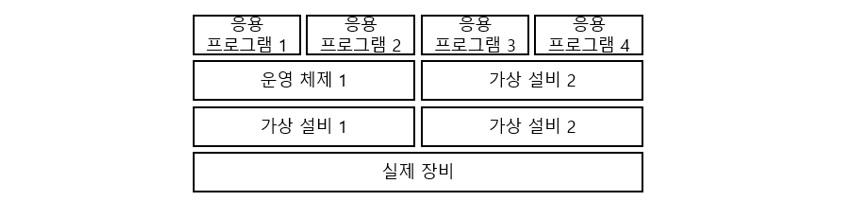 응용
프로그램 1
응용
프로그램 2
응용
프로그램 3
응용
프로그램 4
운영 체제 1
가상 설비 2
가상 설비 1
가상 설비 2
실제 장비